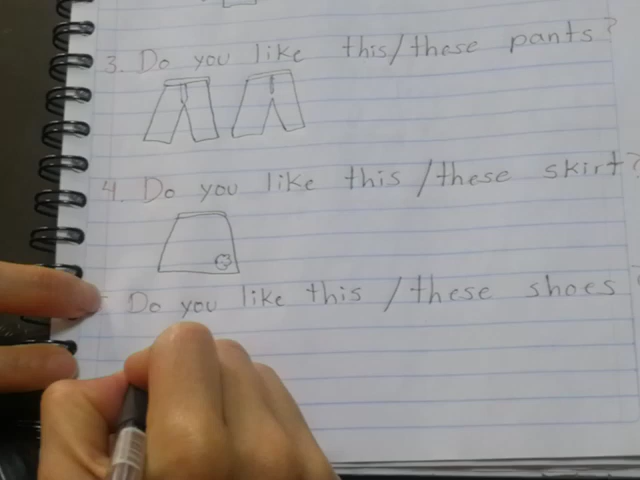 3. Do you like this/these pants?
4. Do you like this/these skirt?
Do you like this/these shoes?